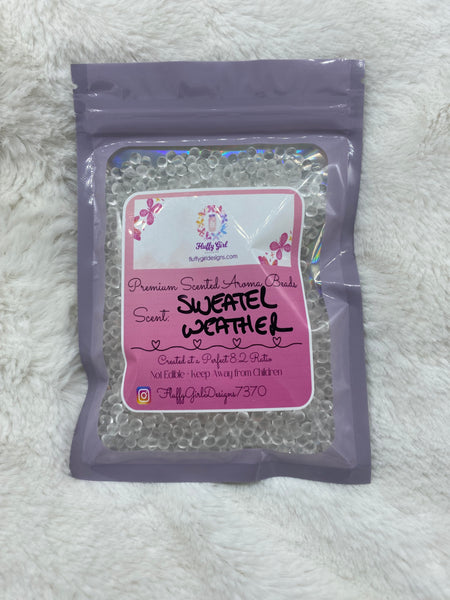 Fluffy Girl
fluffygirldesigns.com
Premium Scented Aroma Beads
Scent: SWEATER
WEATHER
Created at a Perfect 8:2 Ratio
Not Edible - Keep Away from Children
FluffyGirlDesigns7370